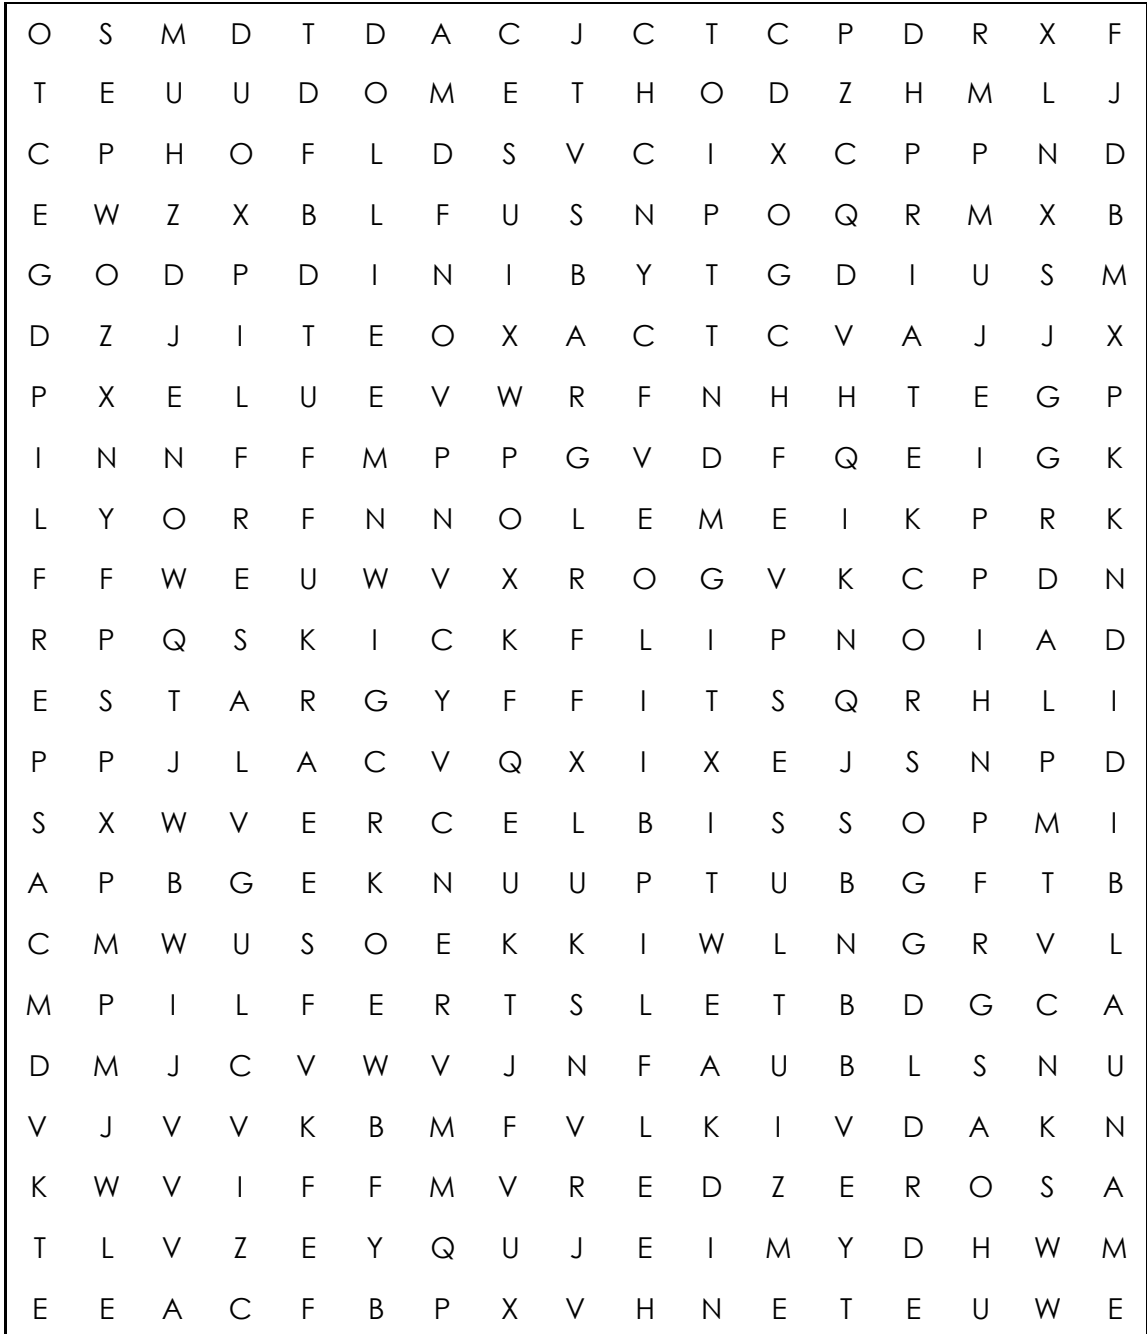 O S M D T D A C J C T C P D R X F
T E U U D O M E T H O D Z H M L J
C P H O F L D S V C I X C P P N D
E W Z X B L F U S N P O Q R M X B
G O D P D I N I B Y T G D I U S M
D Z J I T E O X A C T C V A J J X
P X E L U E V W R F N H H T E G P
I N N F F M P P G V D F Q E I G K
L Y O R F N N O L E M E I K P R K
F F W E U W V X R O G V K C P D N
R P Q S K I C K F L I P N O I A D
E S T A R G Y F F I T S Q R H L I
P P J L A C V Q X I X E J S N P D
S X W V E R C E L B I S S O P M I
A P B G E K N U U P T U B G F T B
C M W U S O E K K I W L N G R V L
M P I L F E R T S L E T B D G C A
D M J C V W V J N F A U B L S N U
V J V V K B M F V L K I V D A K N
K W V I F F M V R E D Z E R O S A
T L V Z E Y Q U J E I M Y D H W M
E E A C F B P X V H N E T E U W E